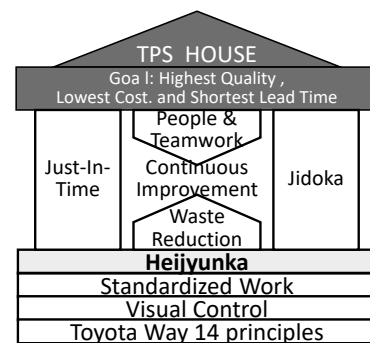 TPS HOUSE
Goa l: Highest Quality ,
Lowest Cost. and Shortest Lead Time
Just-In-
Time
People &
Teamwork
Continuous
Improvement
Waste
Reduction
Jidoka
Heijyunka
Standardized Work
Visual Control
Toyota Way 14 principles